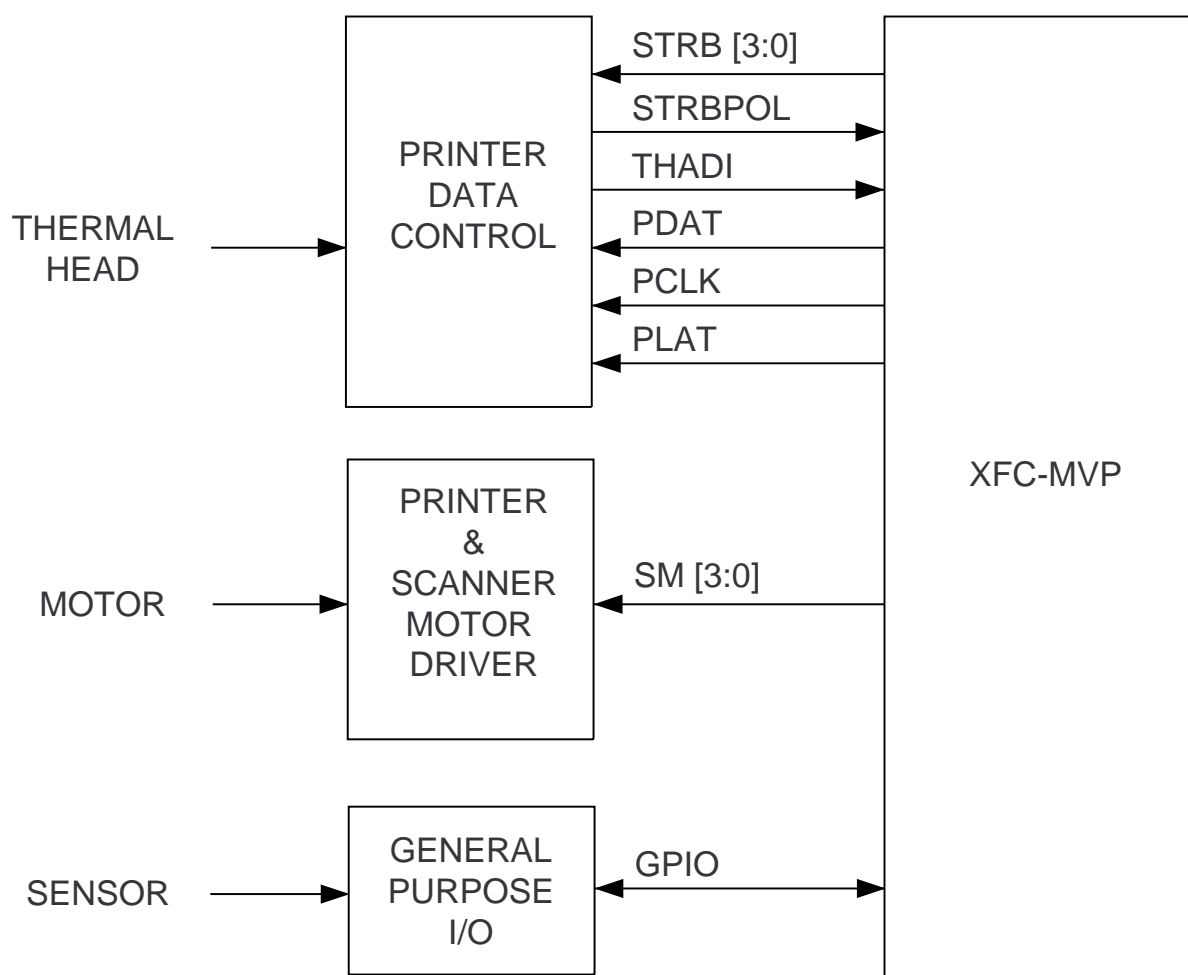 STRB [3:0]
STRBPOL
THADI
PDAT
PCLK
PLAT
PRINTER
DATA
CONTROL
THERMAL
HEAD
XFC-MVP
PRINTER
&
SCANNER
MOTOR
DRIVER
SM [3:0]
MOTOR
GENERAL
PURPOSE
I/O
GPIO
SENSOR